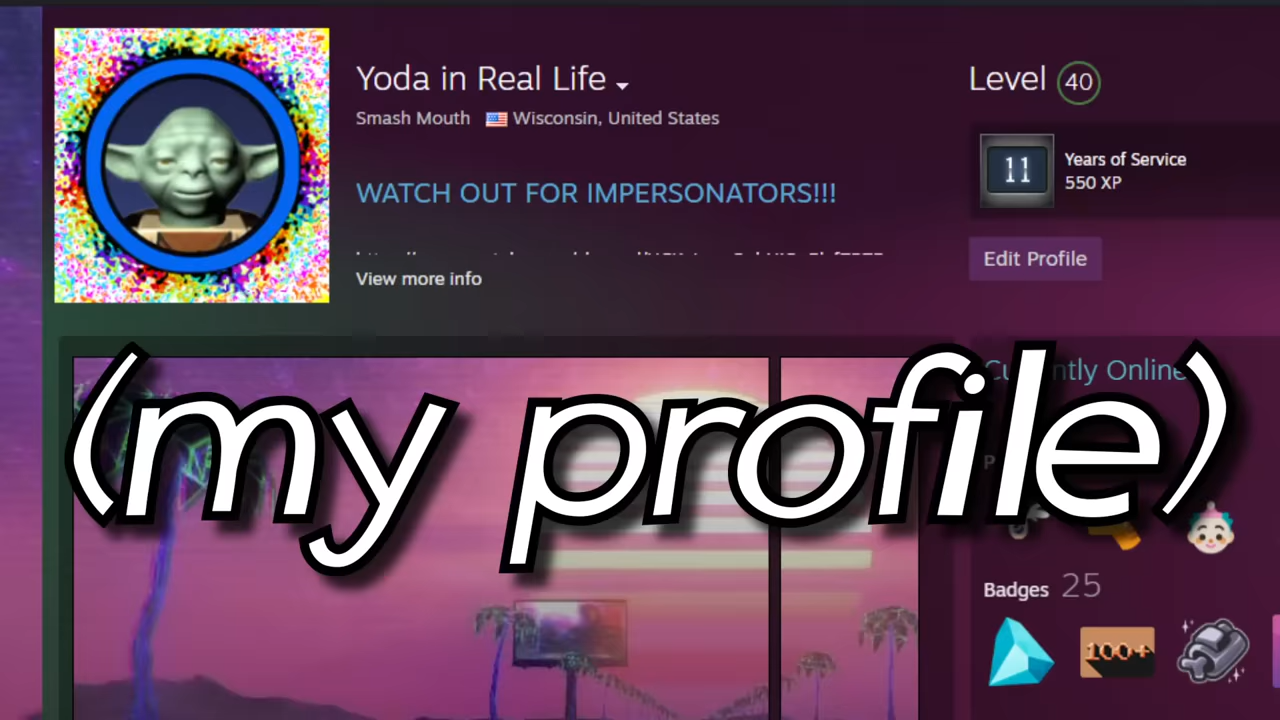 Yoda in Real Life
Level 40
Smash Mouth Wisconsin, United States
11 Years of Service
550 XP
WATCH OUT FOR IMPERSONATORS!!!
Edit Profile
View more info
(my profile)
Online
Badges 25
100+